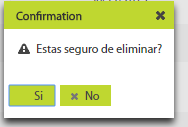 Confirmation
Estas seguro de eliminar?
Si
No